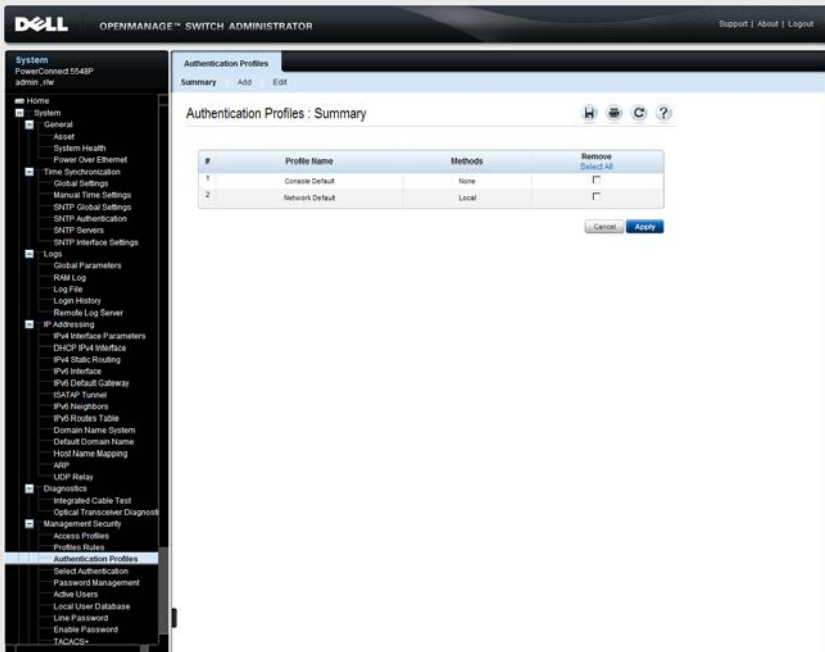 DELL OPENMANAGE™ SWITCH ADMINISTRATOR
Support | About | Logout
System
PowerConnect 5548P
admin , r/w
Home
System
General
Asset
System Health
Power Over Ethernet
Time Synchronization
Global Settings
Manual Time Settings
SNTP Global Settings
SNTP Authentication
SNTP Servers
SNTP Interface Settings
Logs
Global Parameters
RAM Log
Log File
Login History
Remote Log Server
IP Addressing
IPv4 Interface Parameters
DHCP IPv4 Interface
IPv4 Static Routing
IPv6 Interface
IPv6 Default Gateway
ISATAP Tunnel
IPv6 Neighbors
IPv6 Routes Table
Domain Name System
Default Domain Name
Host Name Mapping
ARP
UDP Relay
Diagnostics
Integrated Cable Test
Optical Transceiver Diagnosti
Management Security
Access Profiles
Profiles Rules
Authentication Profiles
Select Authentication
Password Management
Active Users
Local User Database
Line Password
Enable Password
TACACS+
Authentication Profiles
Summary Add Edit
Authentication Profiles : Summary
# Profile Name Methods Remove
Select All
1 Console Default None
2 Network Default Local
Cancel Apply